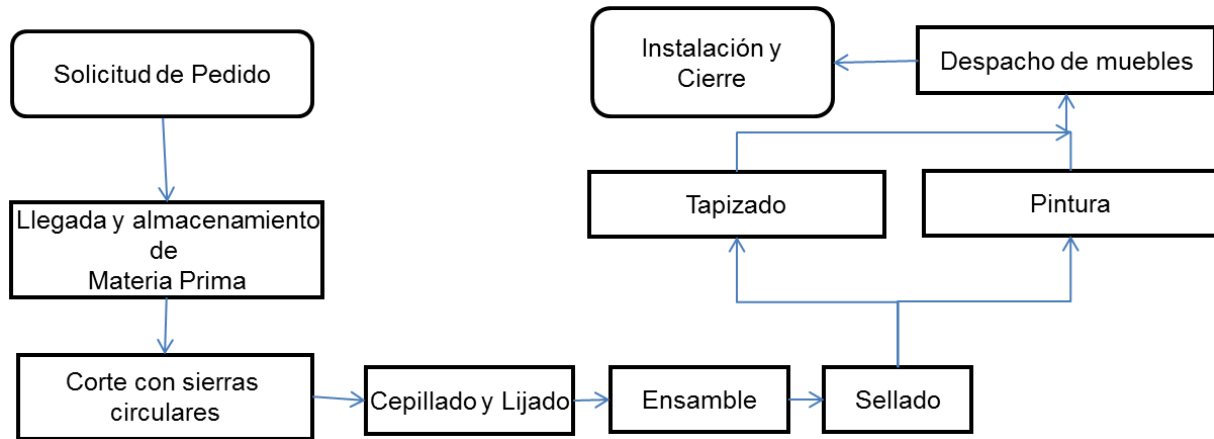 Solicitud de Pedido
Llegada y almacenamiento
de
Materia Prima
Corte con sierras
circulares
Cepillado y Lijado
Ensamble
Sellado
Tapizado
Pintura
Despacho de muebles
Instalación y
Cierre